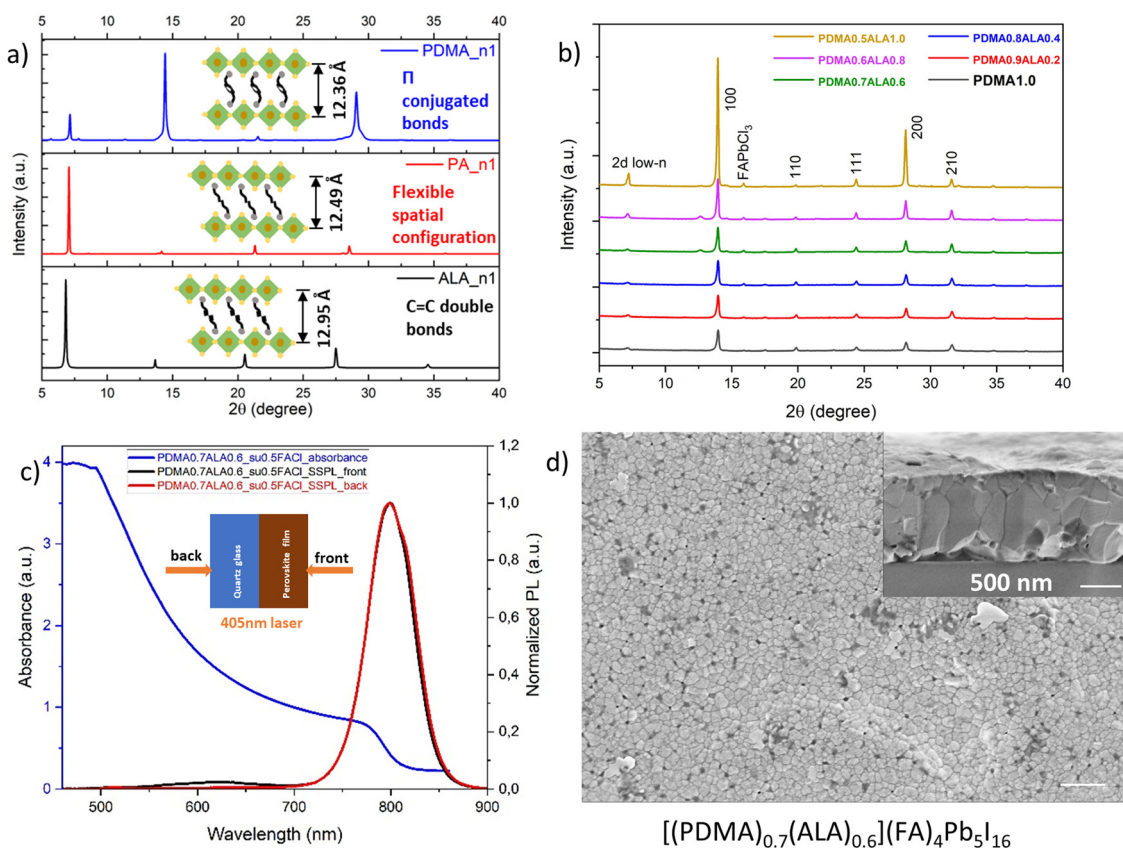 a)
5 10 15 20 25 30 35 40
PDMA_n1
Π
conjugated
bonds
12.36 Å
PA_n1
Flexible
spatial
configuration
12.49 Å
ALA_n1
C=C double
bonds
12.95 Å
Intensity (a.u.)
5 10 15 20 25 30 35 40
2θ (degree)
b)
PDMA0.5ALA1.0
PDMA0.8ALA0.4
PDMA0.6ALA0.8
PDMA0.9ALA0.2
PDMA0.7ALA0.6
PDMA1.0
2d low-n
100
FAPbCl3
110
111
200
210
Intensity (a.u.)
5 10 15 20 25 30 35 40
2θ (degree)
c)
PDMA0.7ALA0.6_su0.5FACl_absorbance
PDMA0.7ALA0.6_su0.5FACl_SSPL_front
PDMA0.7ALA0.6_su0.5FACl_SSPL_back
back
Quartz glass
Perovskite film
front
405nm laser
Absorbance (a.u.)
4
3
2
1
0
Normalized PL (a.u.)
1,2
1,0
0,8
0,6
0,4
0,2
0,0
500 600 700 800 900
Wavelength (nm)
d)
500 nm
[(PDMA)0.7(ALA)0.6](FA)4Pb5I16